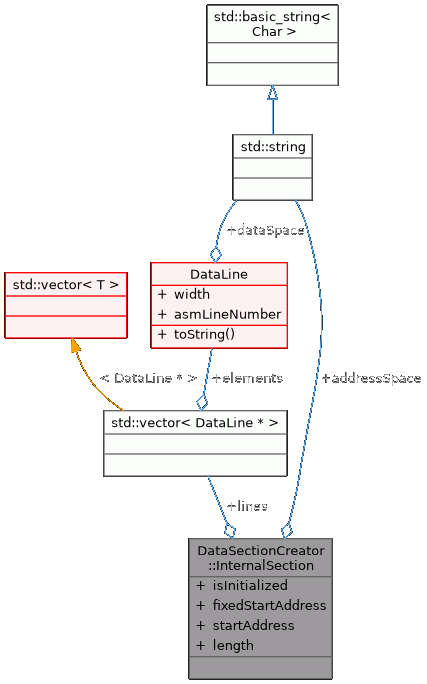 std::basic_string<
Char >
std::string
+dataSpace
DataLine
+ width
+ asmLineNumber
+ toString()
std::vector< T >
< DataLine * >
+elements
+addressSpace
std::vector< DataLine * >
+lines
DataSectionCreator
::InternalSection
+ isInitialized
+ fixedStartAddress
+ startAddress
+ length